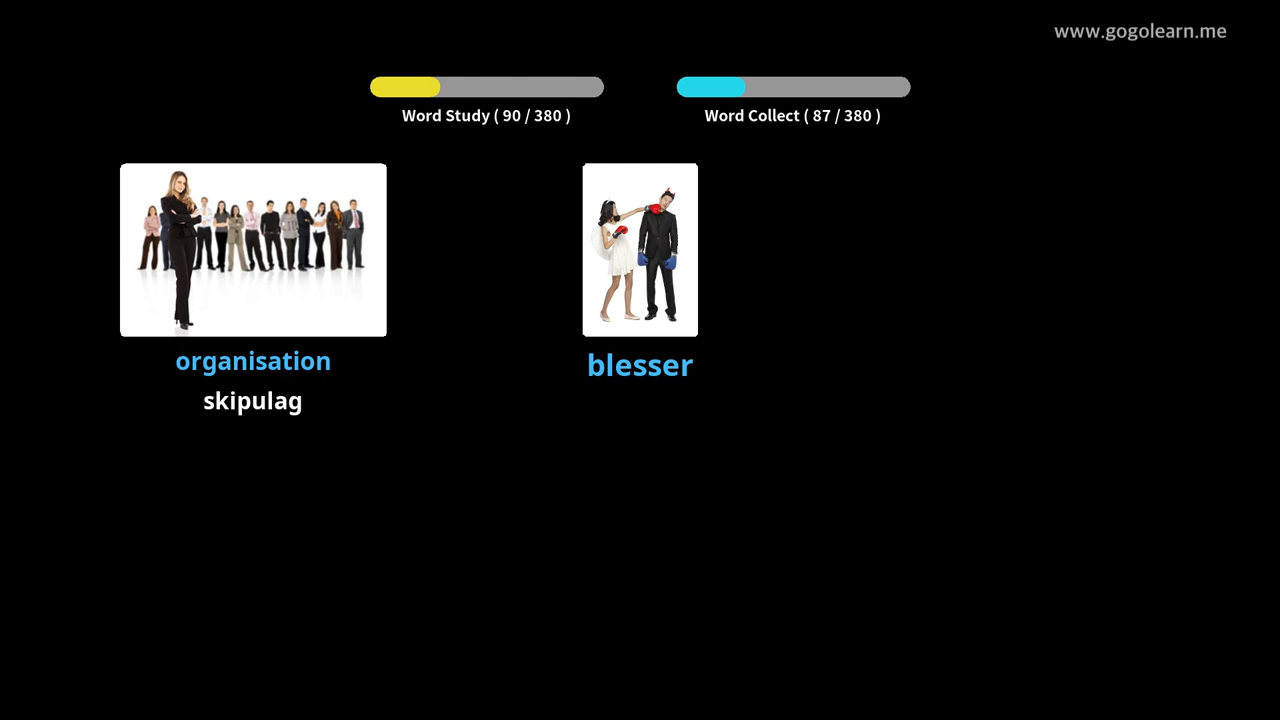 www.gogolearn.me
Word Study ( 90 / 380 )
Word Collect ( 87 / 380 )
organisation
skipulag
blesser